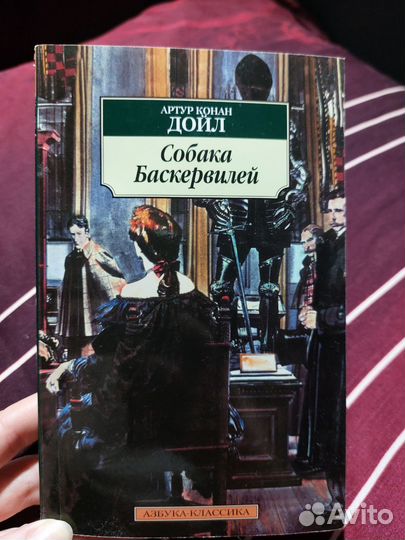 АРТУР КОНАН
ДОЙЛ
Собака
Баскервилей
АЗБУКА-КЛАССИКА
Avito